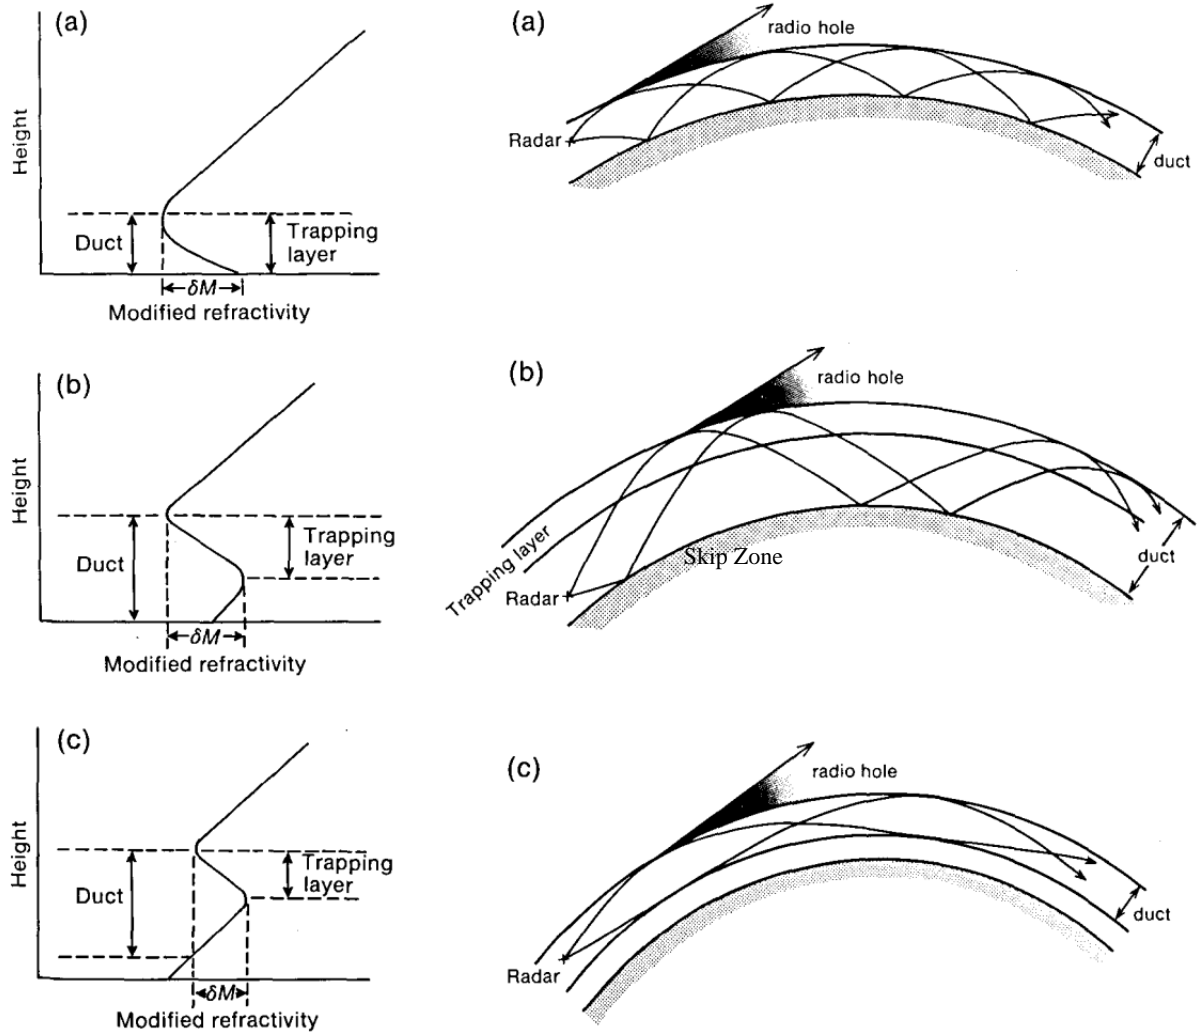 (a)
Height
Duct
Trapping
layer
δM
Modified refractivity
(a)
radio hole
Radar
duct
(b)
Height
Duct
Trapping
layer
δM
Modified refractivity
(b)
radio hole
Trapping layer
Skip Zone
Radar
duct
(c)
Height
Duct
Trapping
layer
δM
Modified refractivity
(c)
radio hole
Radar
duct